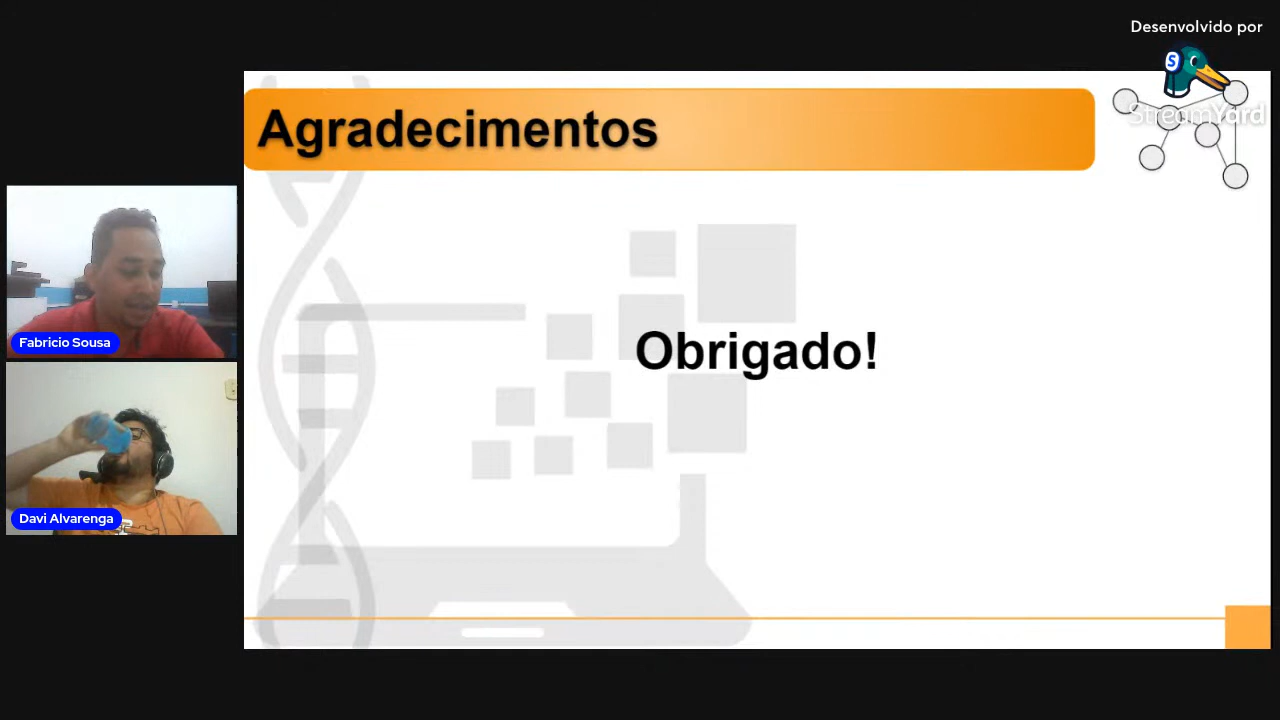 Desenvolvido por
S
StreamYard
Agradecimentos
Obrigado!
Fabricio Sousa
Davi Alvarenga